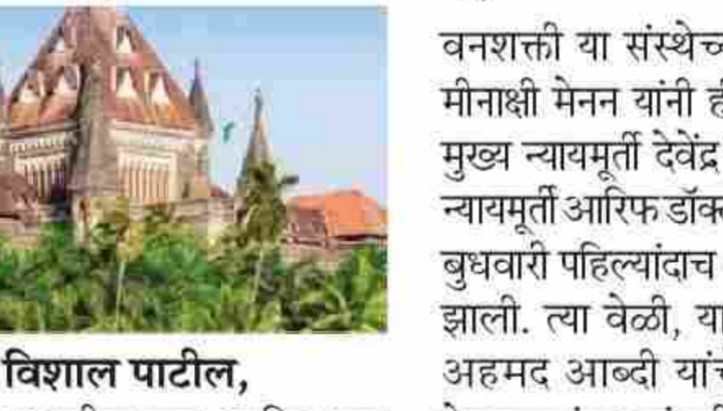 विशाल पाटील,
वनशक्ती या संस्थेच
मीनाक्षी मेनन यांनी
मुख्य न्यायमूर्ती देवेंद्र
न्यायमूर्ती आरिफ डॉक
बुधवारी पहिल्यांदाच
झाली. त्या वेळी, या
अहमद आब्दी यांच